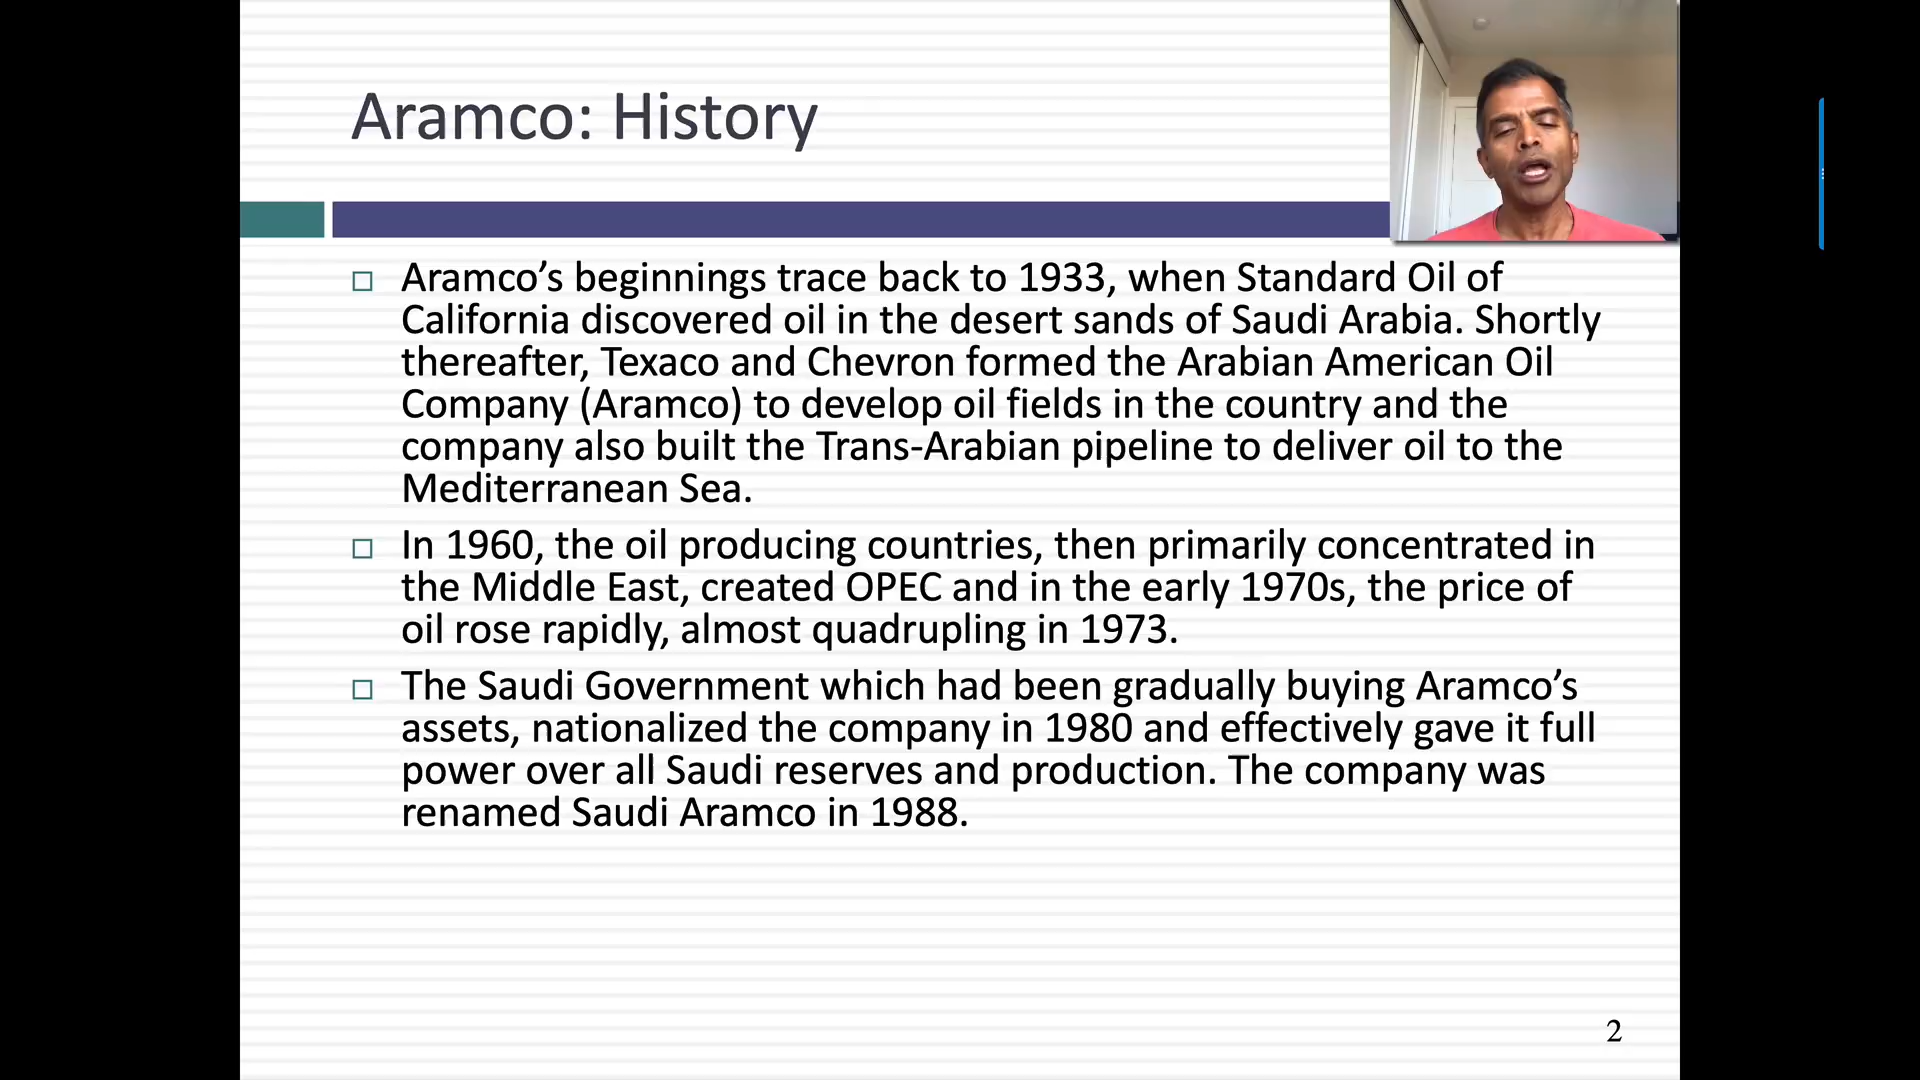 Aramco: History
Aramco’s beginnings trace back to 1933, when Standard Oil of
California discovered oil in the desert sands of Saudi Arabia. Shortly
thereafter, Texaco and Chevron formed the Arabian American Oil
Company (Aramco) to develop oil fields in the country and the
company also built the Trans-Arabian pipeline to deliver oil to the
Mediterranean Sea.
In 1960, the oil producing countries, then primarily concentrated in
the Middle East, created OPEC and in the early 1970s, the price of
oil rose rapidly, almost quadrupling in 1973.
The Saudi Government which had been gradually buying Aramco’s
assets, nationalized the company in 1980 and effectively gave it full
power over all Saudi reserves and production. The company was
renamed Saudi Aramco in 1988.
2